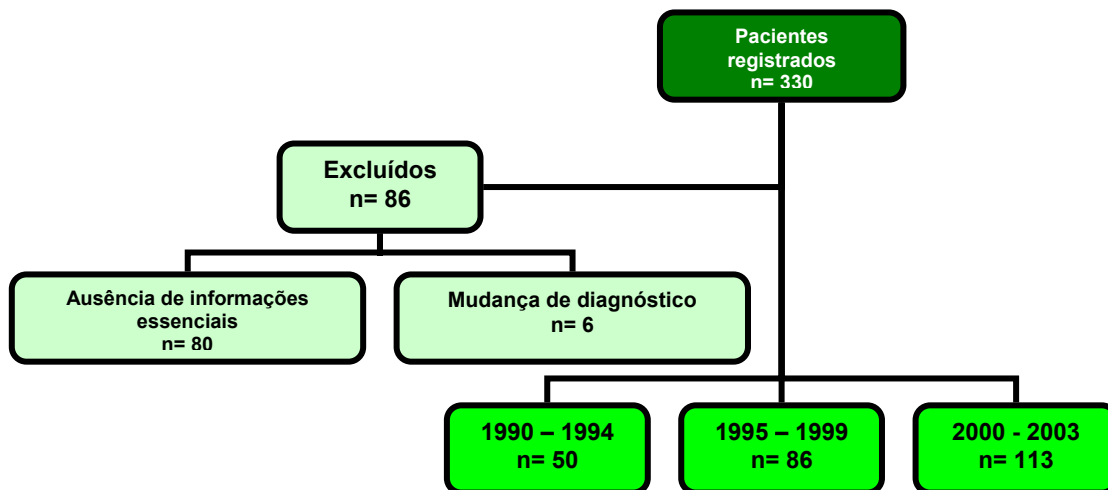 Pacientes
registrados
n= 330
Excluídos
n= 86
Ausência de informações
essenciais
n= 80
Mudança de diagnóstico
n= 6
1990 – 1994
n= 50
1995 – 1999
n= 86
2000 - 2003
n= 113